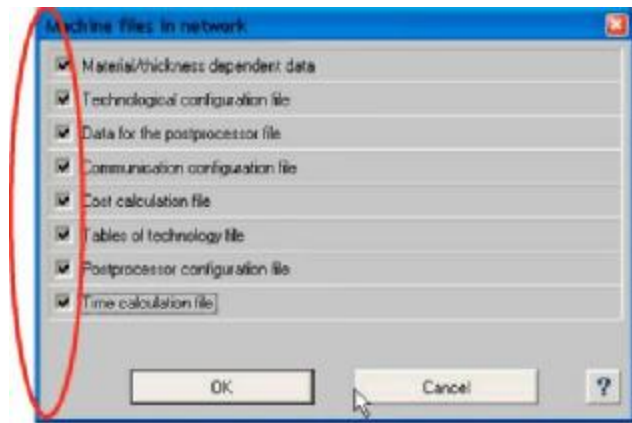 Machine files in network
Material/thickness dependent data
Technological configuration file
Data for the postprocessor file
Communication configuration file
Cost calculation file
Tables of technology file
Postprocessor configuration file
Time calculation file
OK
Cancel
?